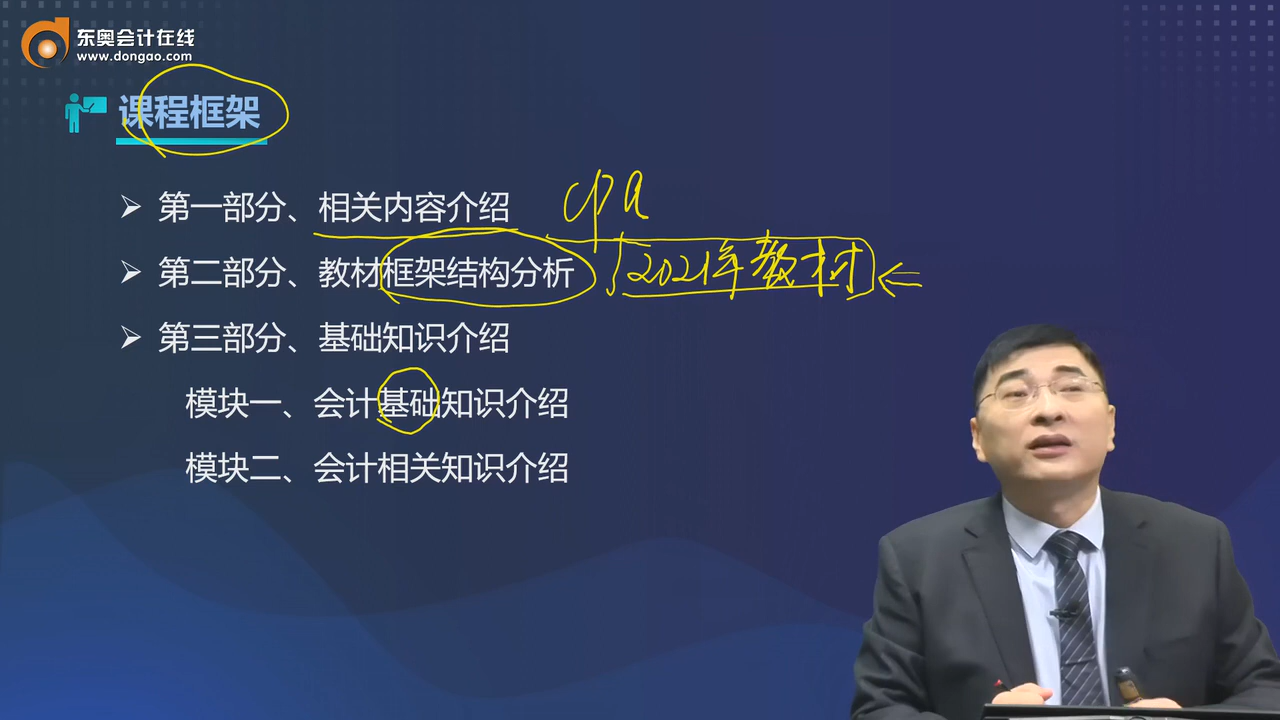 东奥会计在线
www.dongao.com
课程框架
第一部分、相关内容介绍 cpa
第二部分、教材框架结构分析 2021年教材
第三部分、基础知识介绍
模块一、会计基础知识介绍
模块二、会计相关知识介绍